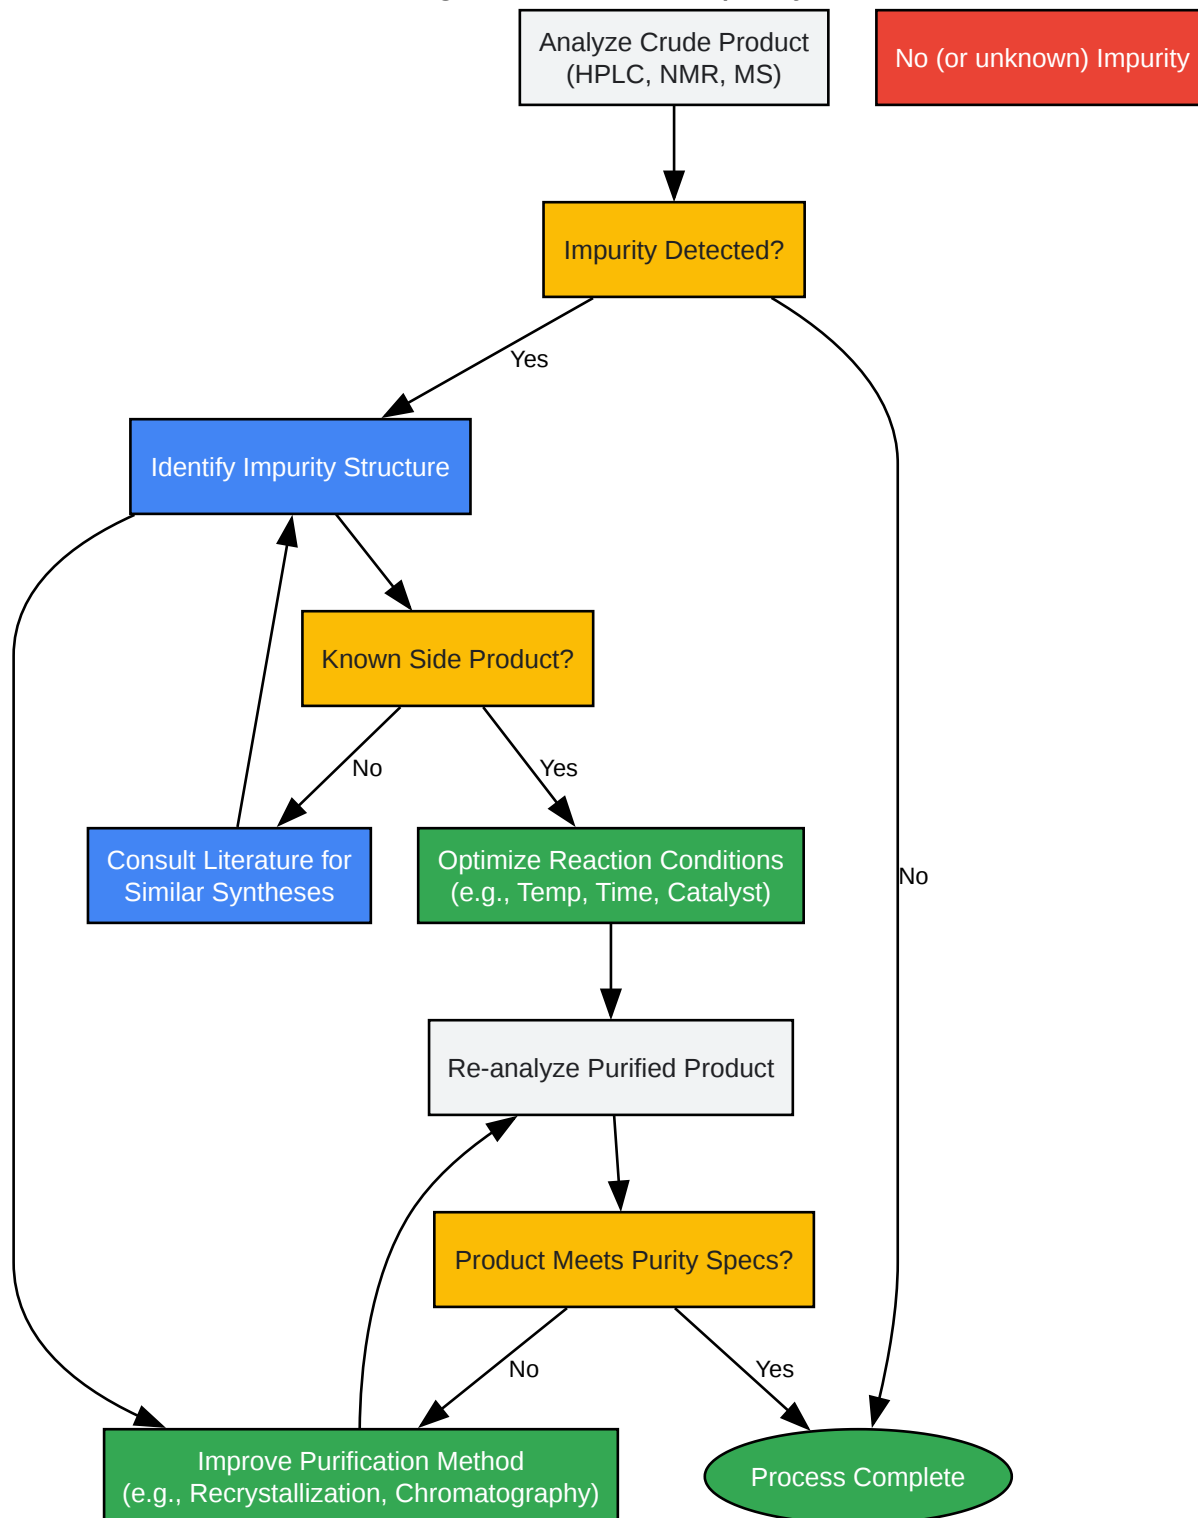 Analyze Crude Product
(HPLC, NMR, MS)
No (or unknown) Impurity
Impurity Detected?
Yes
Identify Impurity Structure
Known Side Product?
No
Yes
Consult Literature for
Similar Syntheses
Optimize Reaction Conditions
(e.g., Temp, Time, Catalyst)
No
Re-analyze Purified Product
Product Meets Purity Specs?
No
Yes
Improve Purification Method
(e.g., Recrystallization, Chromatography)
Process Complete